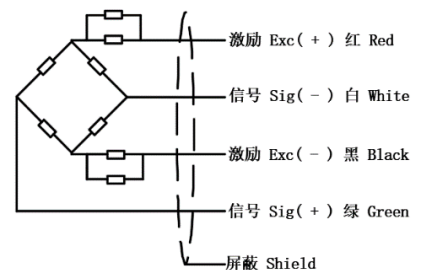 激励 Exc(+) 红 Red
信号 Sig(-) 白 White
激励 Exc(-) 黑 Black
信号 Sig(+) 绿 Green
屏蔽 Shield